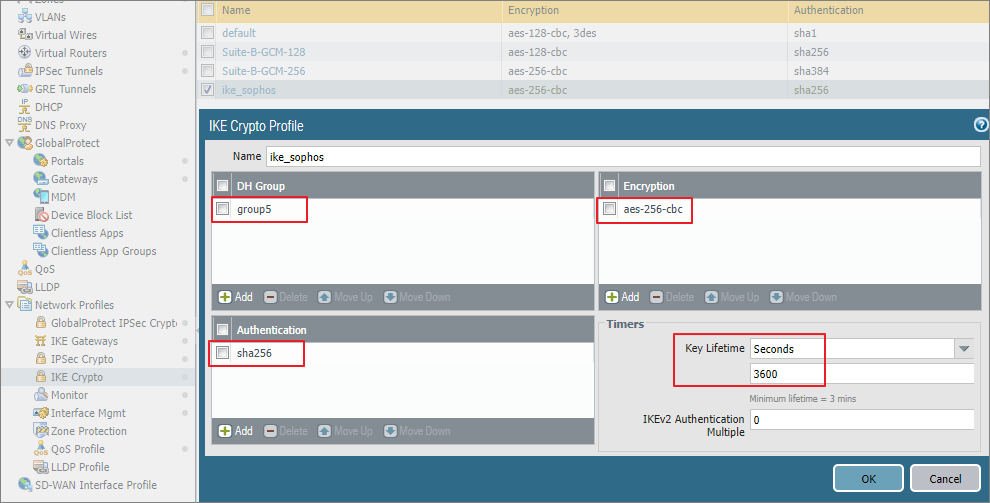 Zones
VLANs
Virtual Wires
Virtual Routers
IPSec Tunnels
GRE Tunnels
DHCP
DNS Proxy
GlobalProtect
Portals
Gateways
MDM
Device Block List
Clientless Apps
Clientless App Groups
QoS
LLDP
Network Profiles
GlobalProtect IPSec Crypto
IKE Gateways
IPSec Crypto
IKE Crypto
Monitor
Interface Mgmt
Zone Protection
QoS Profile
LLDP Profile
SD-WAN Interface Profile
Name Encryption Authentication
default aes-128-cbc, 3des sha1
Suite-B-GCM-128 aes-128-cbc sha256
Suite-B-GCM-256 aes-256-cbc sha384
ike_sophos aes-256-cbc sha256
IKE Crypto Profile
Name ike_sophos
DH Group
group5
Add Delete Move Up Move Down
Encryption
aes-256-cbc
Add Delete Move Up Move Down
Authentication
sha256
Add Delete Move Up Move Down
Timers
Key Lifetime Seconds
3600
Minimum lifetime = 3 mins
IKEv2 Authentication Multiple 0
OK Cancel